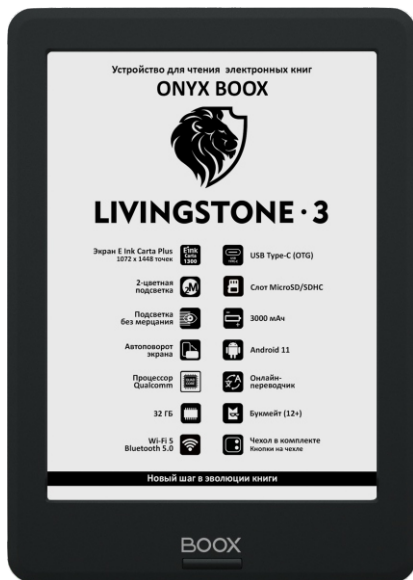 Устройство для чтения электронных книг
ONYX BOOX
LIVINGSTONE · 3
Экран E Ink Carta Plus
1072 x 1448 точек
E ink
Carta
1300
USB Type-C (OTG)
2-цветная
подсветка
Слот MicroSD/SDHC
Подсветка
без мерцания
3000 мАч
Автоповорот
экрана
Android 11
Процессор
Qualcomm
Онлайн-
переводчик
32 ГБ
Букмейт (12+)
Wi-Fi 5
Bluetooth 5.0
Чехол в комплекте
Кнопки на чехле
Новый шаг в эволюции книги
BOOX